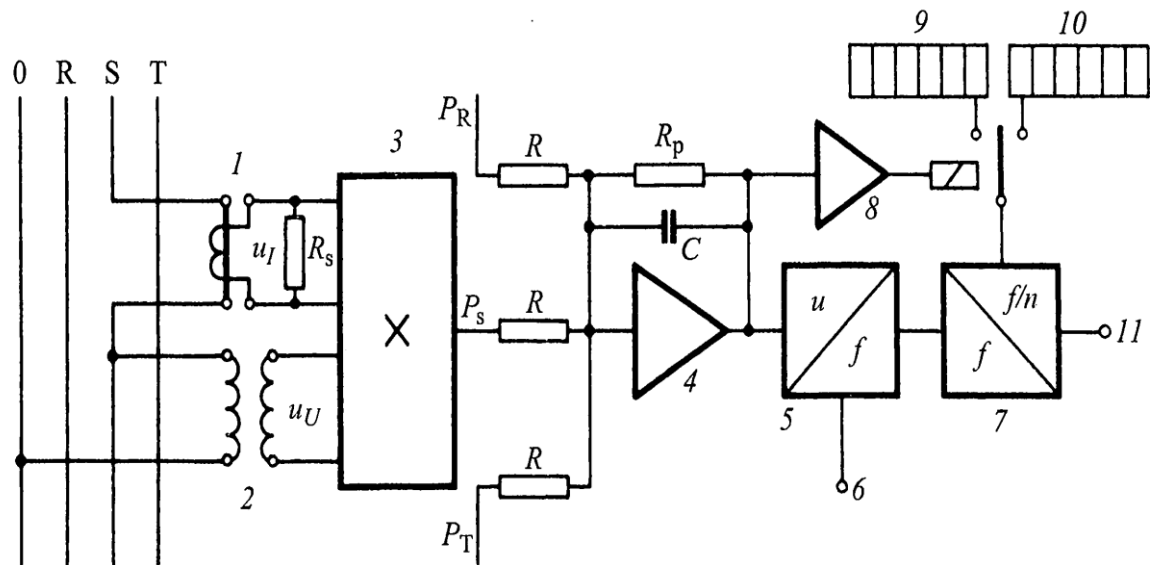 9 10
0 R S T
P_R
1 3 R R_p
8
u_I R_s C
P_s R u f/n
X 11
4 f f
u_U 5 7
R
2 6
P_T